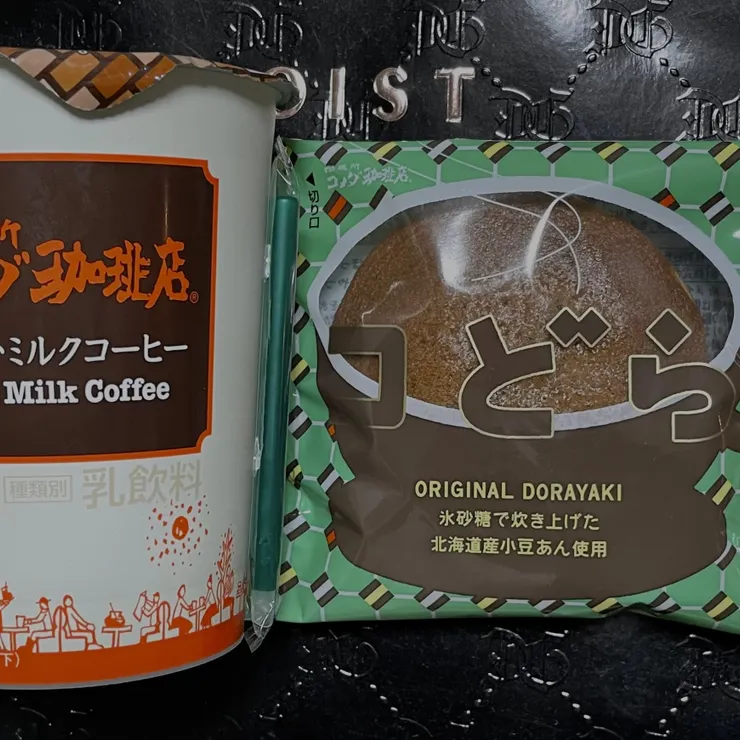 OIST
珈琲店®
ミルクコーヒー
Milk Coffee
種類別 乳飲料
下)
切り口
コメダ珈琲店
コどら
ORIGINAL DORAYAKI
氷砂糖で炊き上げた
北海道産小豆あん使用